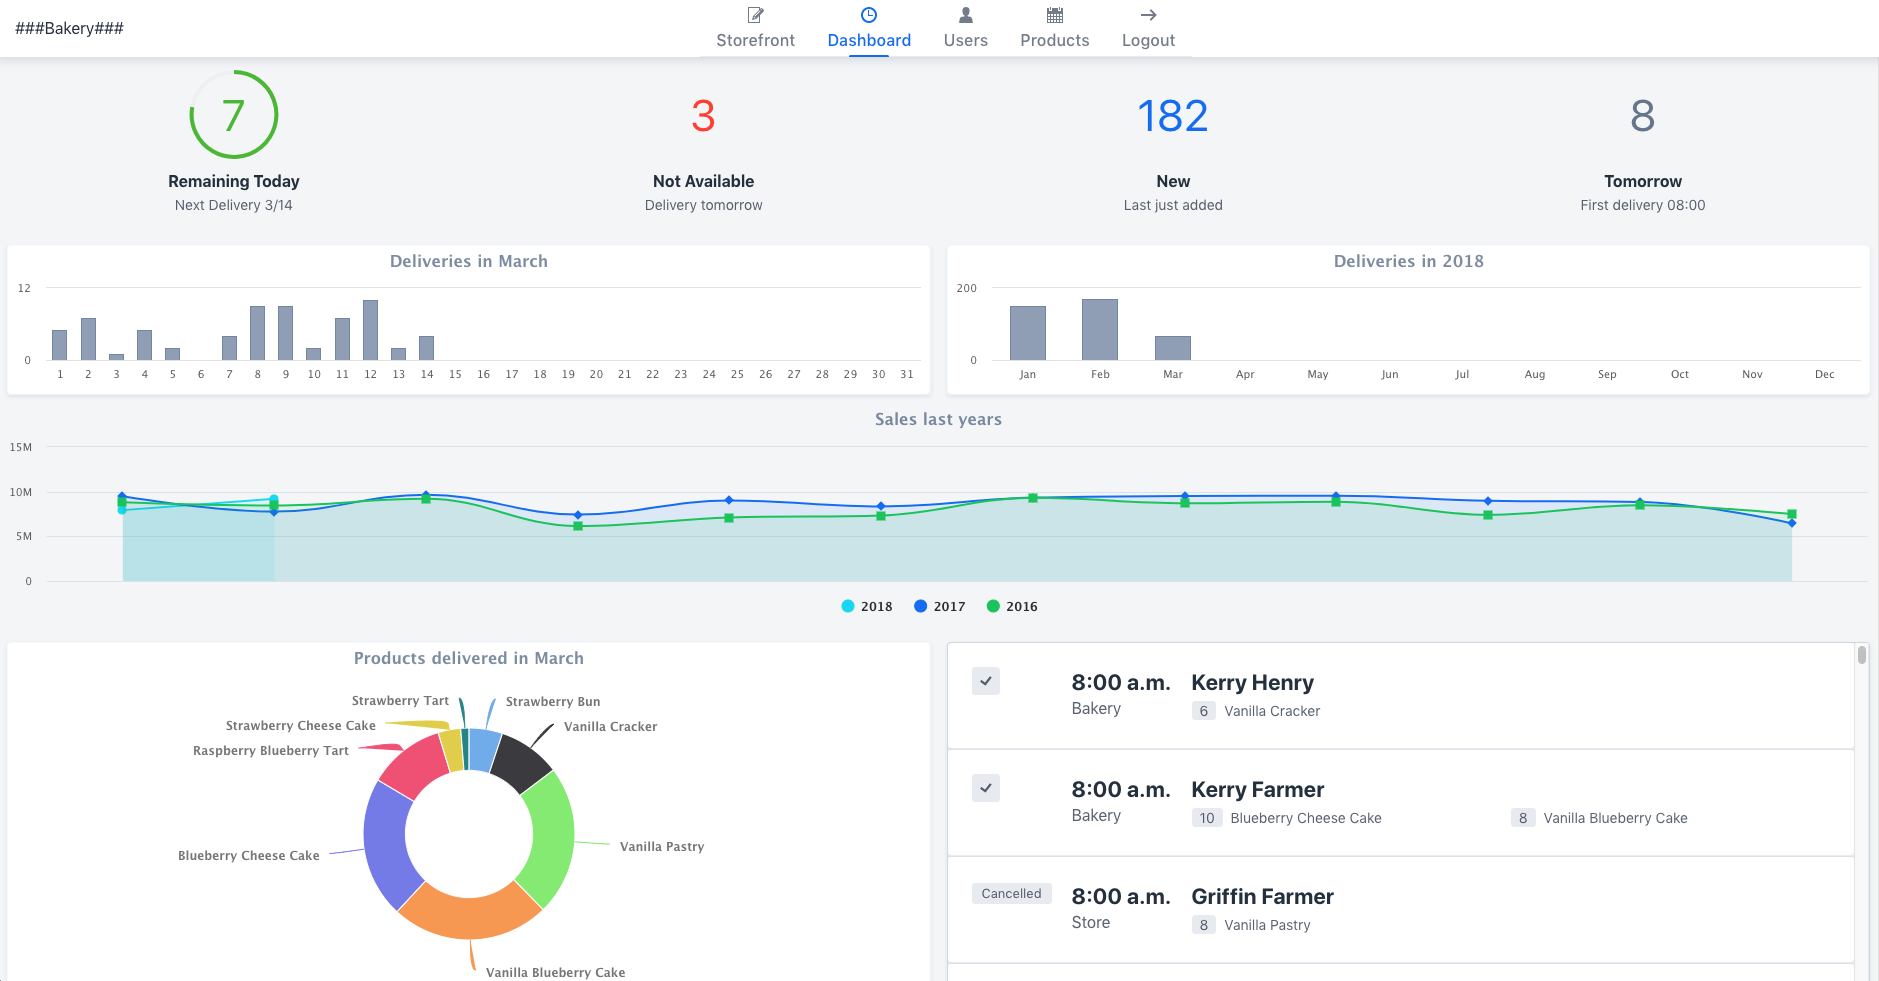 ###Bakery###
Storefront
Dashboard
Users
Products
Logout
7
Remaining Today
Next Delivery 3/14
3
Not Available
Delivery tomorrow
182
New
Last just added
8
Tomorrow
First delivery 08:00
Deliveries in March
12
0
1 2 3 4 5 6 7 8 9 10 11 12 13 14 15 16 17 18 19 20 21 22 23 24 25 26 27 28 29 30 31
Deliveries in 2018
200
0
Jan Feb Mar Apr May Jun Jul Aug Sep Oct Nov Dec
Sales last years
15M
10M
5M
0
2018 2017 2016
Products delivered in March
Strawberry Tart
Strawberry Bun
Strawberry Cheese Cake
Vanilla Cracker
Raspberry Blueberry Tart
Vanilla Pastry
Blueberry Cheese Cake
Vanilla Blueberry Cake
8:00 a.m. Kerry Henry
Bakery 6 Vanilla Cracker
8:00 a.m. Kerry Farmer
Bakery 10 Blueberry Cheese Cake 8 Vanilla Blueberry Cake
Cancelled 8:00 a.m. Griffin Farmer
Store 8 Vanilla Pastry